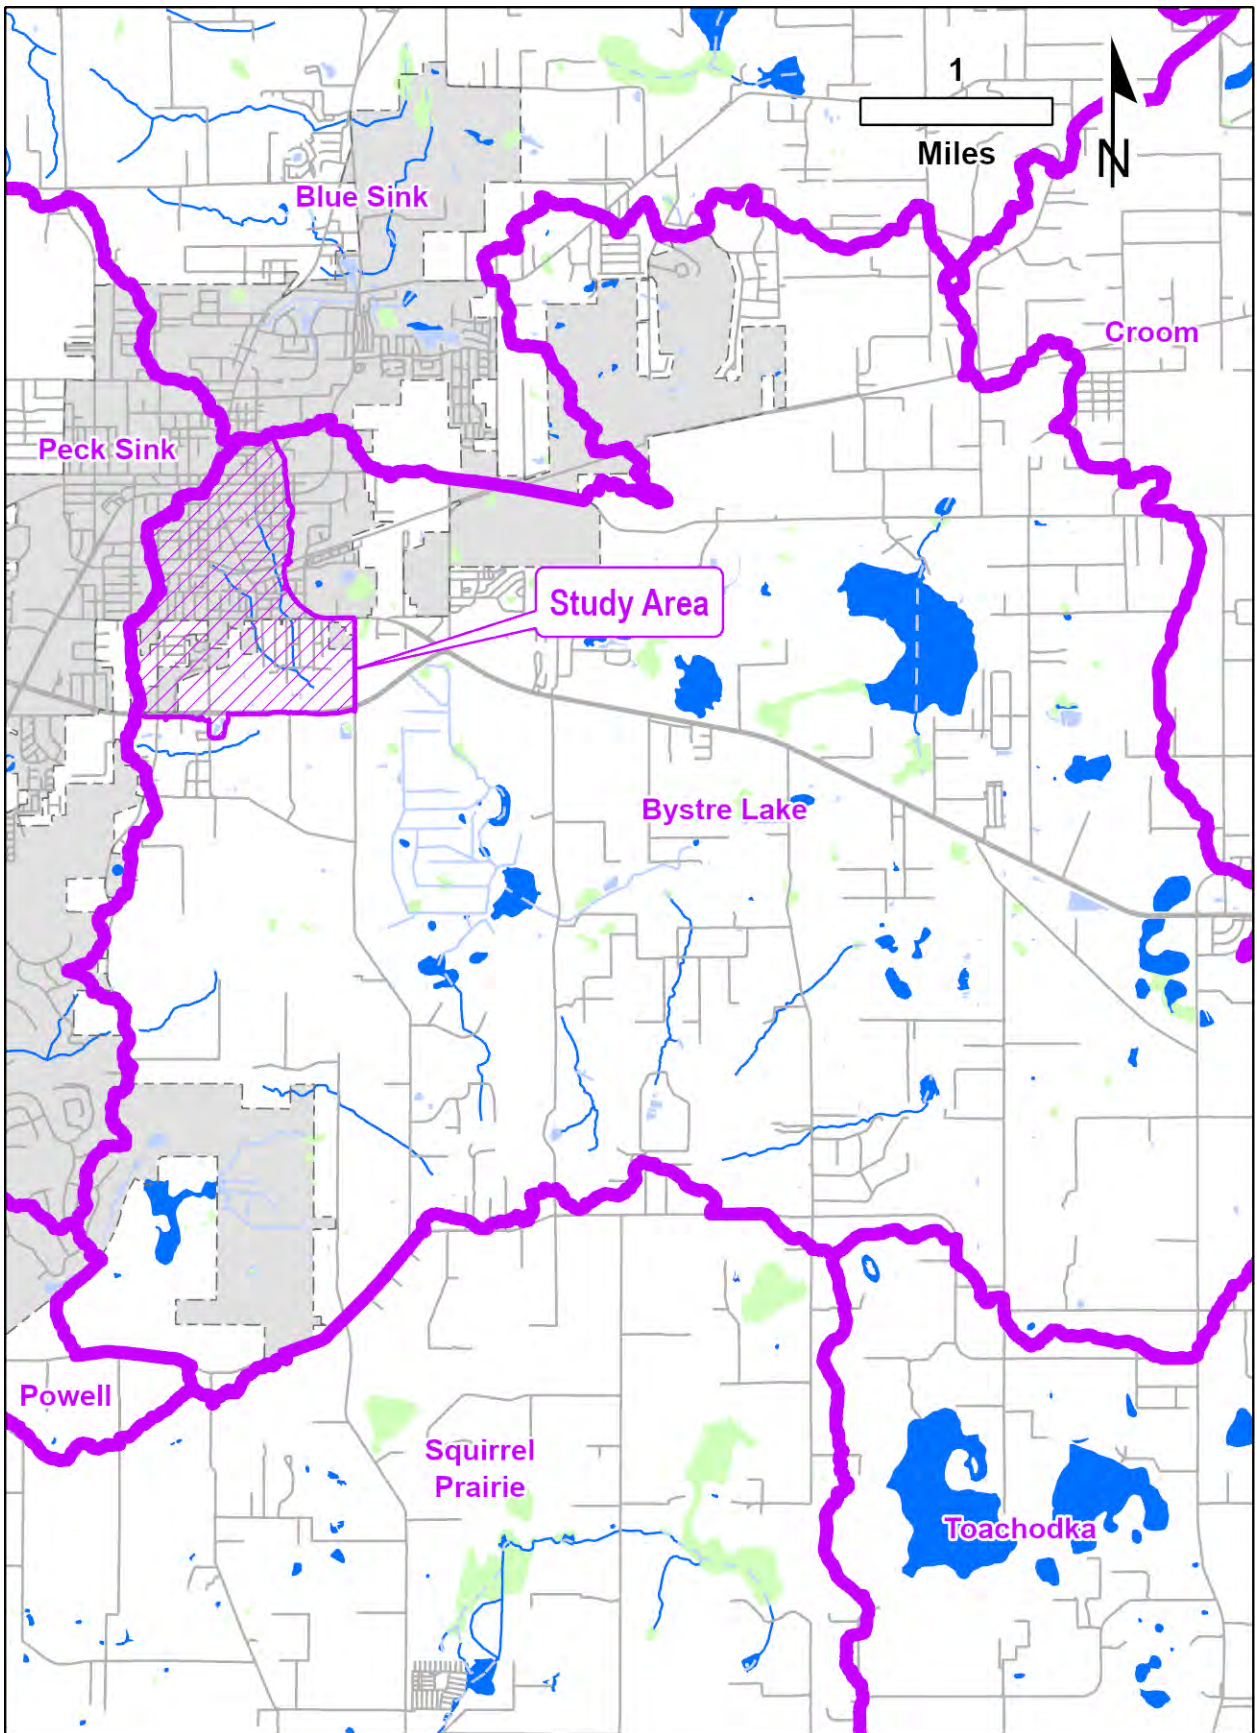 1
Miles
N
Blue Sink
Croom
Peck Sink
Study Area
Bystre Lake
Powell
Squirrel
Prairie
Toachodka